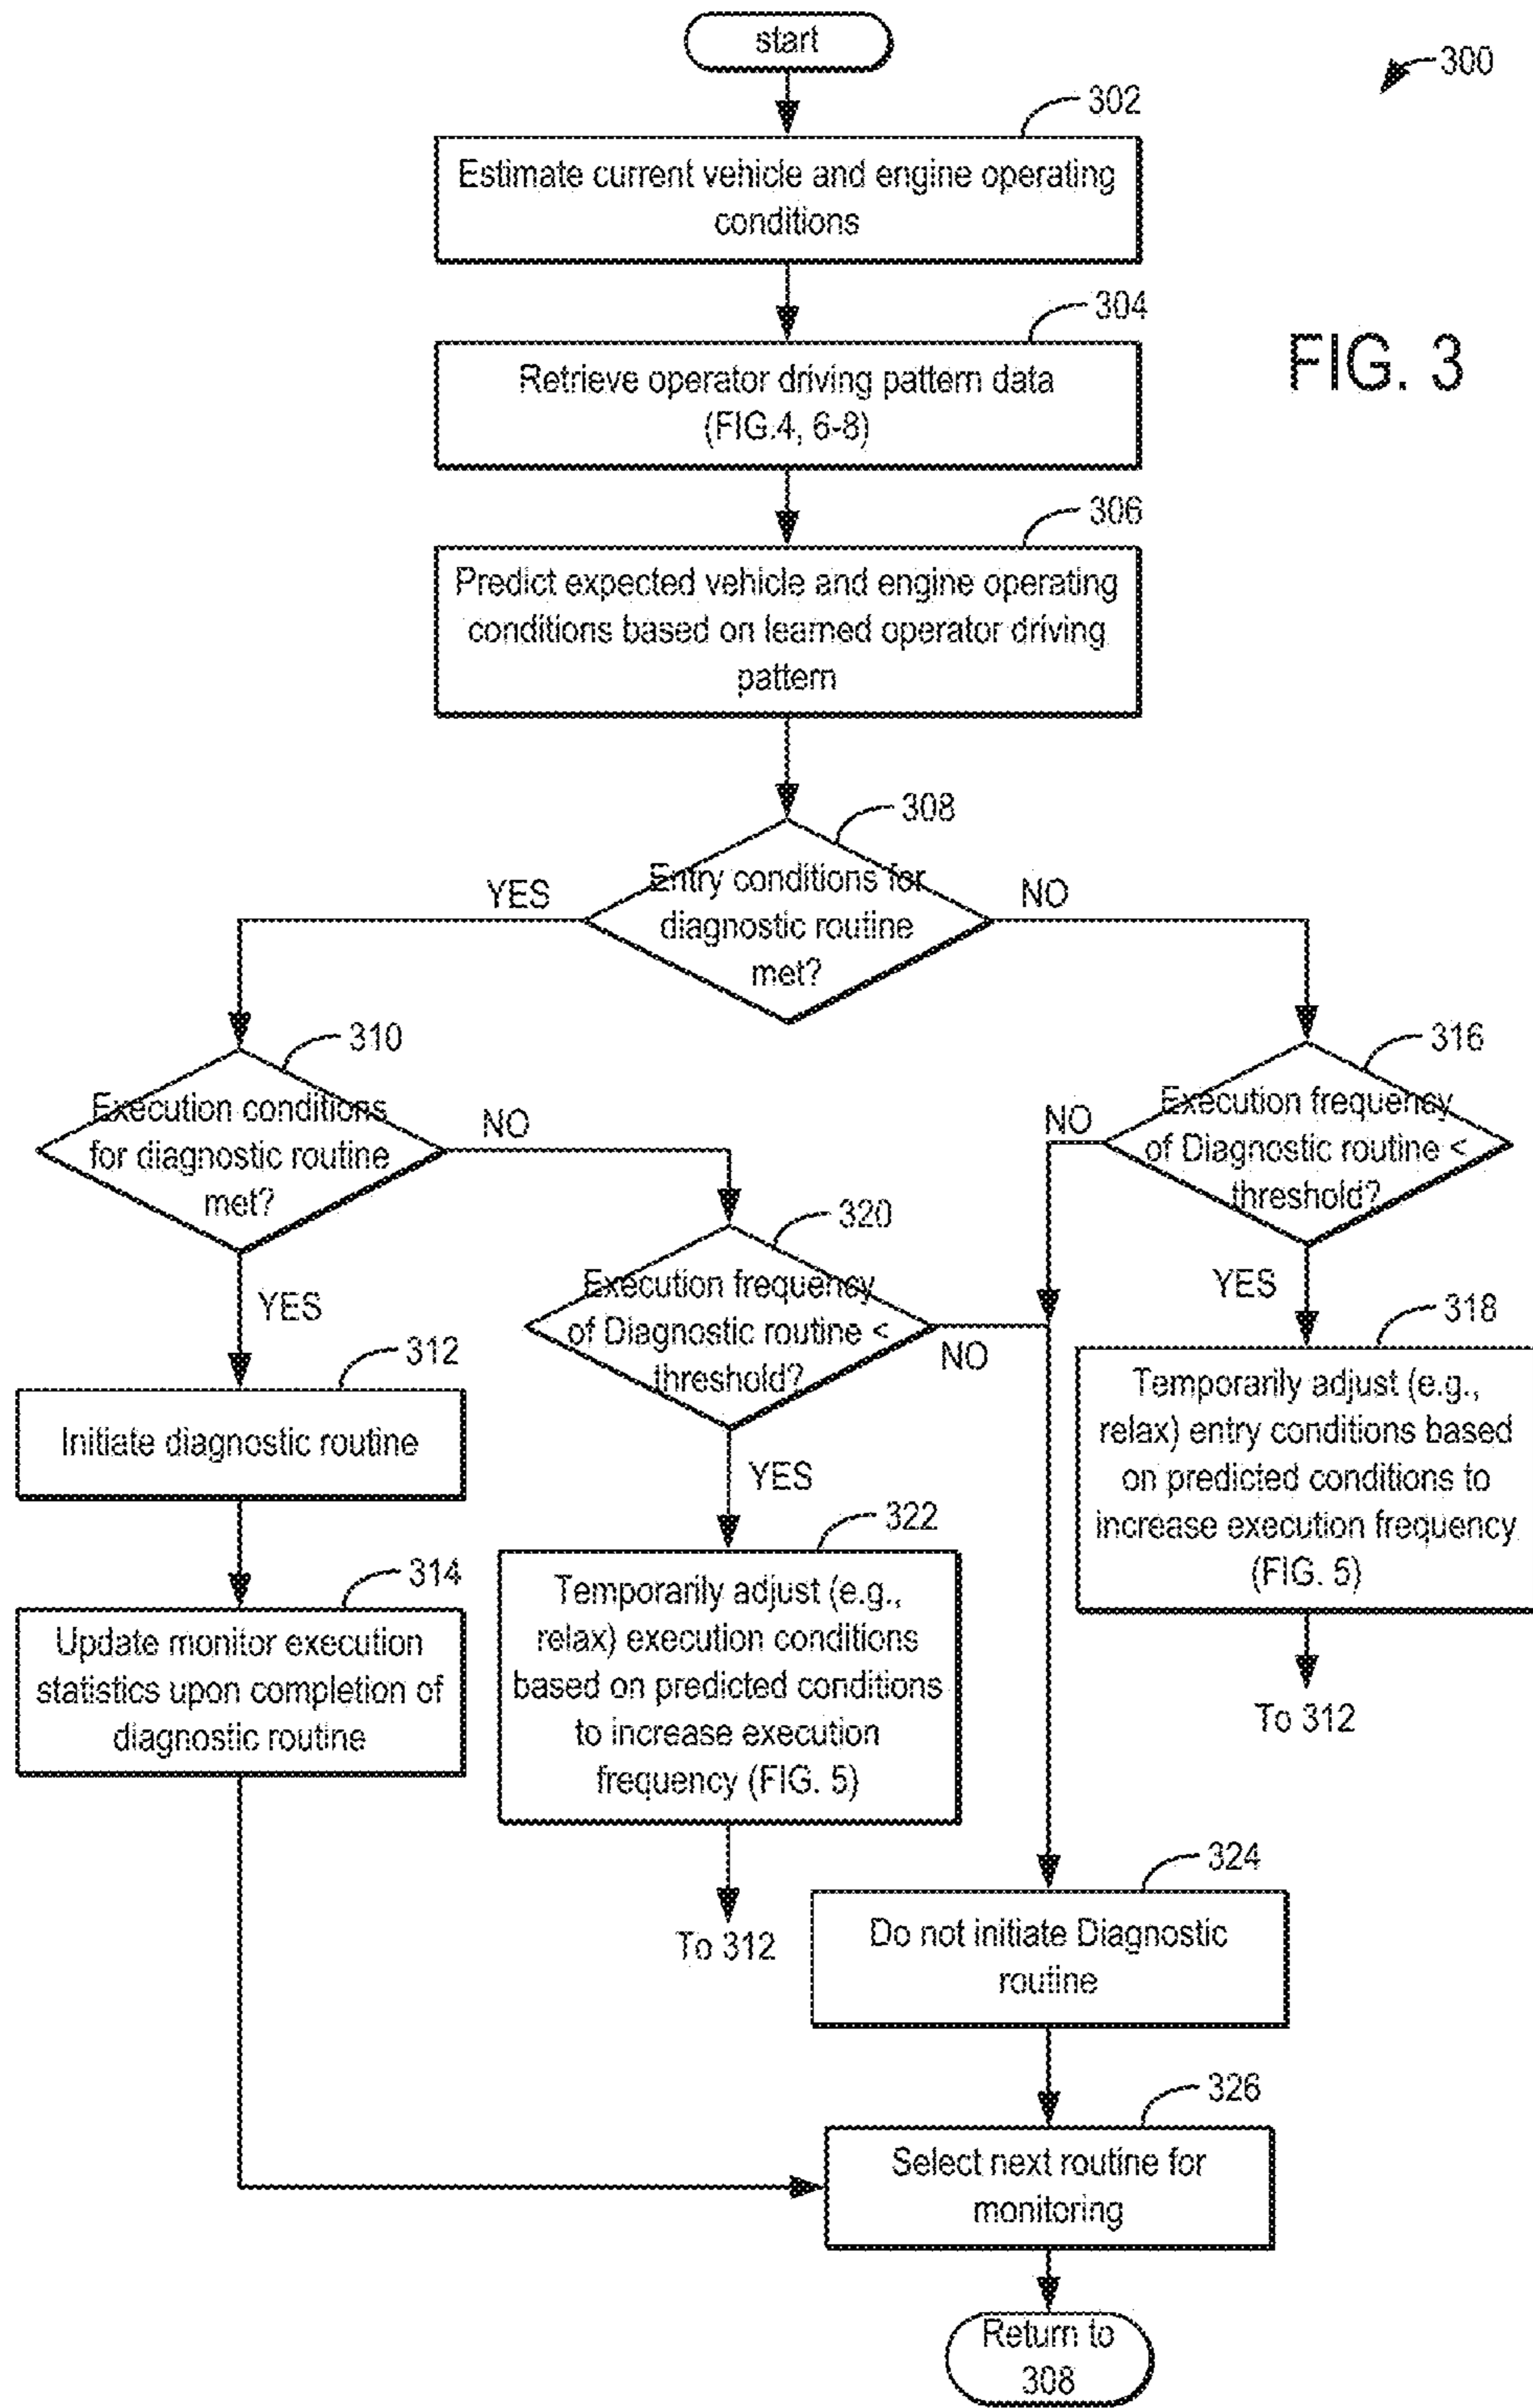 start
300
302
Estimate current vehicle and engine operating
conditions
304
FIG. 3
Retrieve operator driving pattern data
(FIG.4, 6-8)
306
Predict expected vehicle and engine operating
conditions based on learned operator driving
pattern
308
YES
Entry conditions for
diagnostic routine
met?
NO
310
Execution conditions
for diagnostic routine
met?
NO
316
Execution frequency
of Diagnostic routine <
threshold?
NO
YES
320
Execution frequency
of Diagnostic routine <
threshold?
NO
YES
YES
312
Initiate diagnostic routine
318
Temporarily adjust (e.g.,
relax) entry conditions based
on predicted conditions to
increase execution frequency
(FIG. 5)
To 312
314
Update monitor execution
statistics upon completion of
diagnostic routine
322
Temporarily adjust (e.g.,
relax) execution conditions
based on predicted conditions
to increase execution
frequency (FIG. 5)
To 312
324
Do not initiate Diagnostic
routine
326
Select next routine for
monitoring
Return to
308